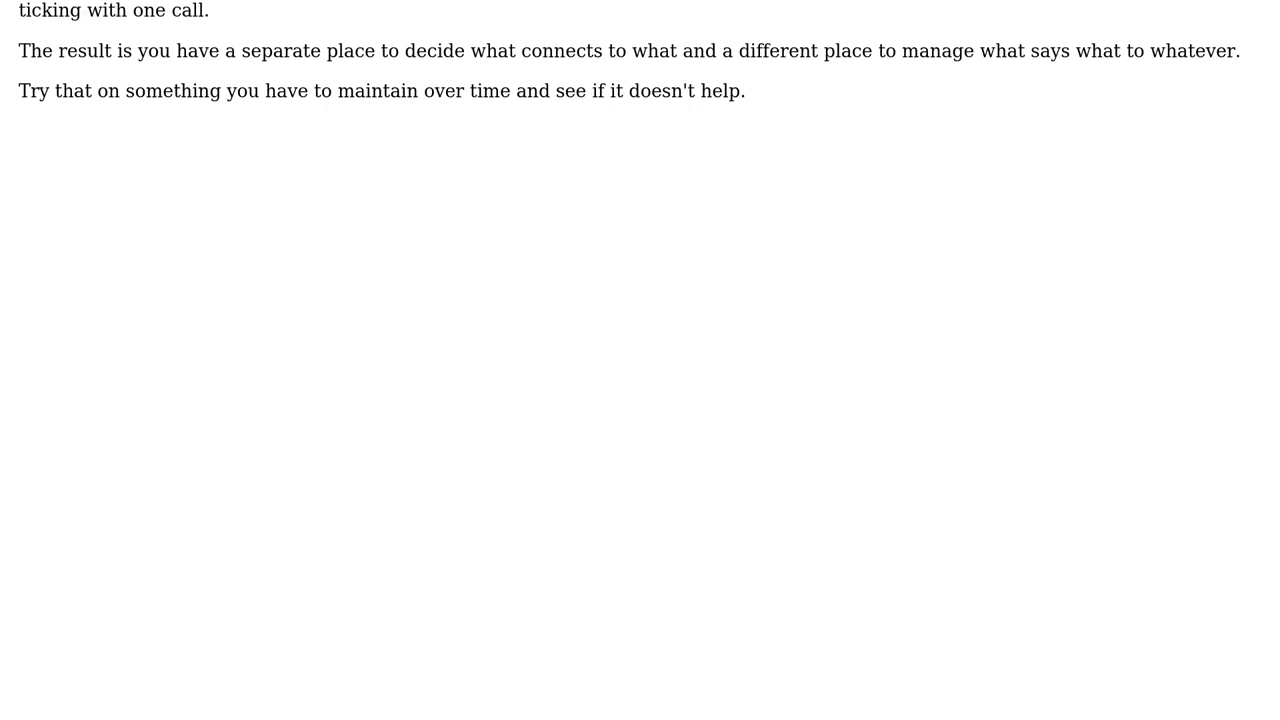 ticking with one call.
The result is you have a separate place to decide what connects to what and a different place to manage what says what to whatever.
Try that on something you have to maintain over time and see if it doesn't help.